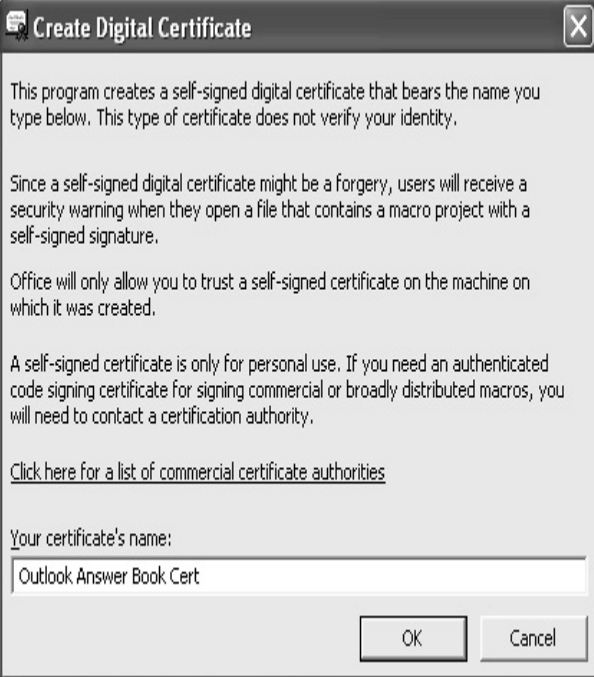 Create Digital Certificate
This program creates a self-signed digital certificate that bears the name you
type below. This type of certificate does not verify your identity.
Since a self-signed digital certificate might be a forgery, users will receive a
security warning when they open a file that contains a macro project with a
self-signed signature.
Office will only allow you to trust a self-signed certificate on the machine on
which it was created.
A self-signed certificate is only for personal use. If you need an authenticated
code signing certificate for signing commercial or broadly distributed macros, you
will need to contact a certification authority.
Click here for a list of commercial certificate authorities
Your certificate's name:
Outlook Answer Book Cert
OK Cancel